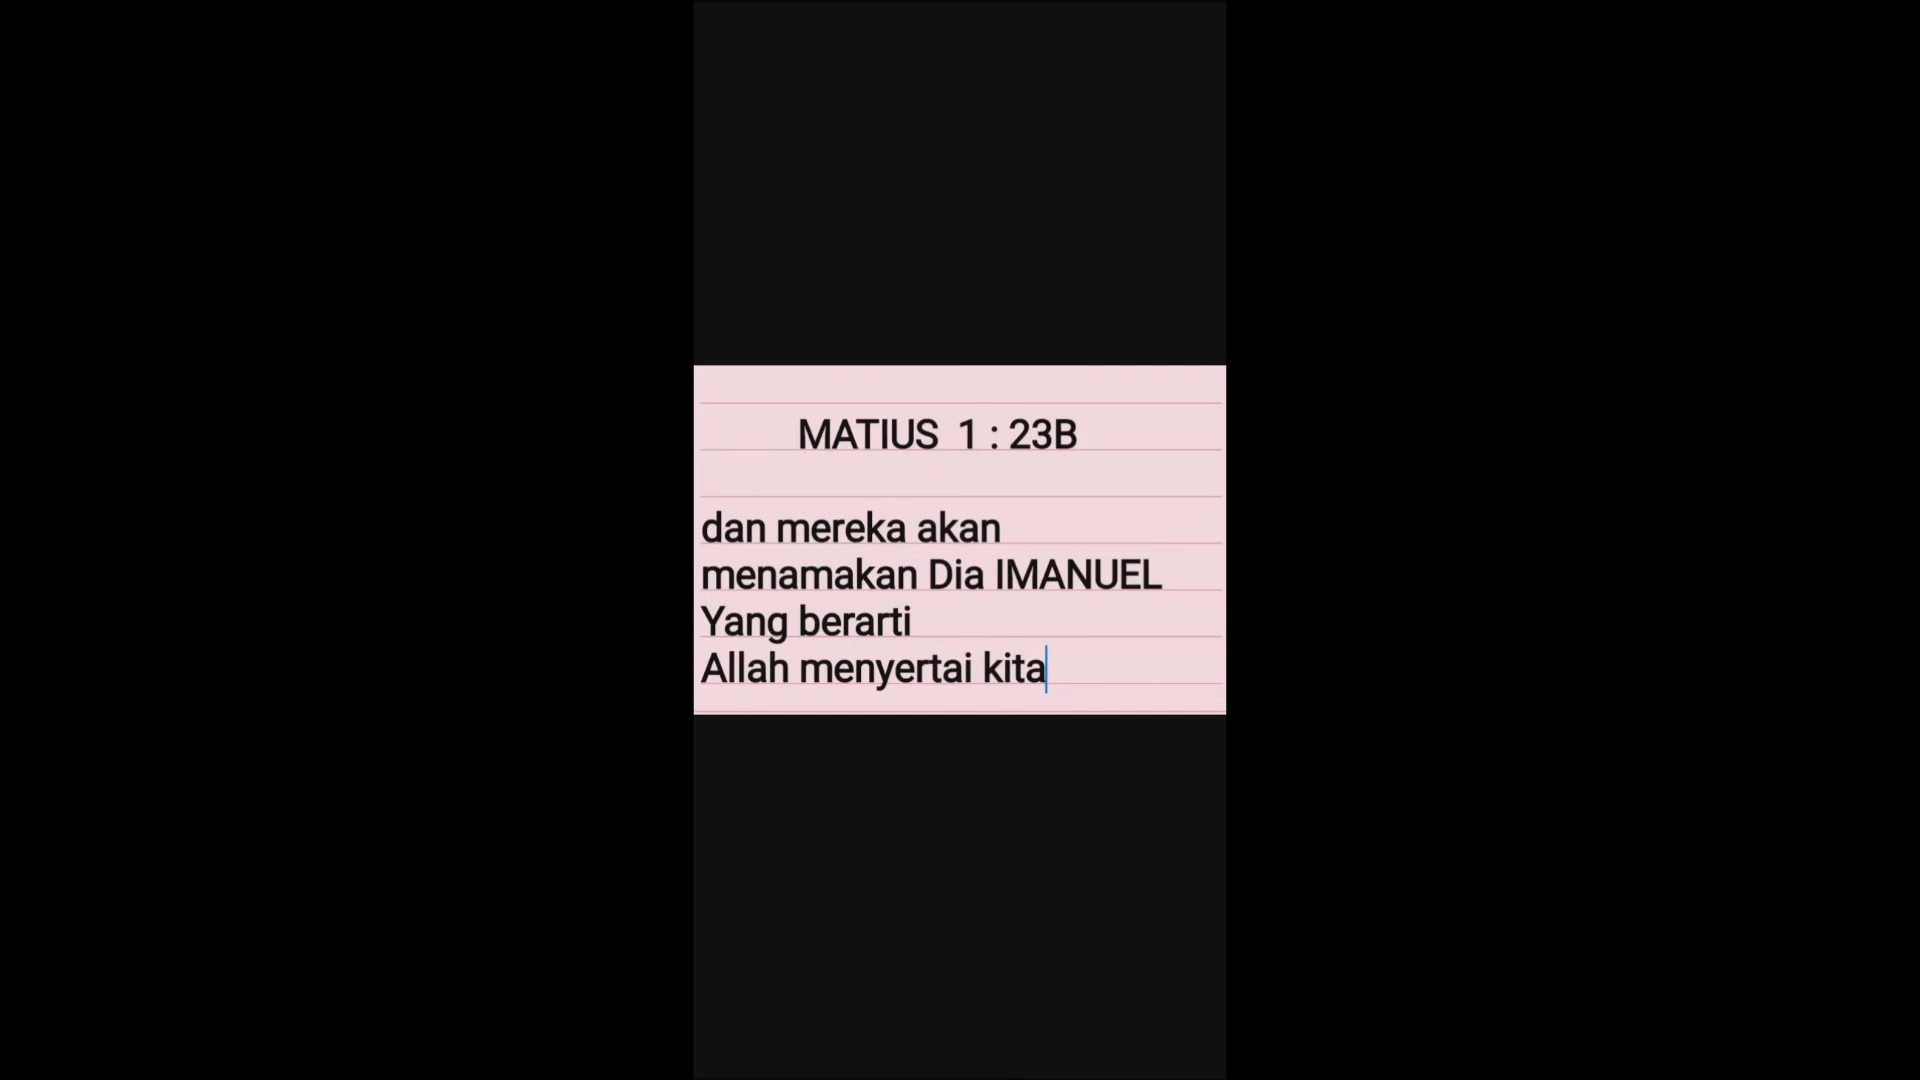 MATIUS 1 : 23B
dan mereka akan
menamakan Dia IMANUEL
Yang berarti
Allah menyertai kita